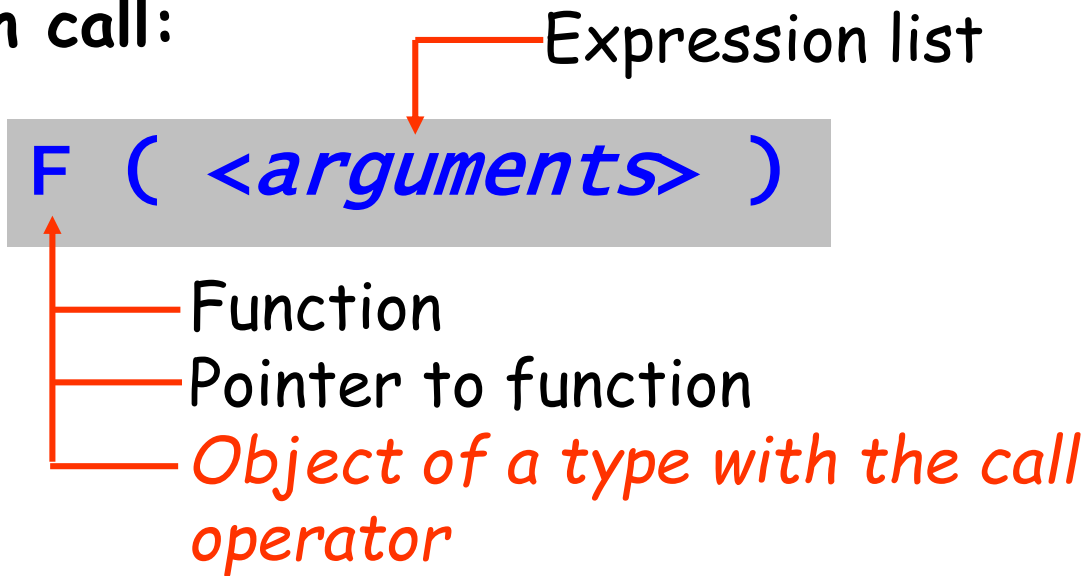 call:
Expression list
F ( <arguments> )
Function
Pointer to function
Object of a type with the call
operator